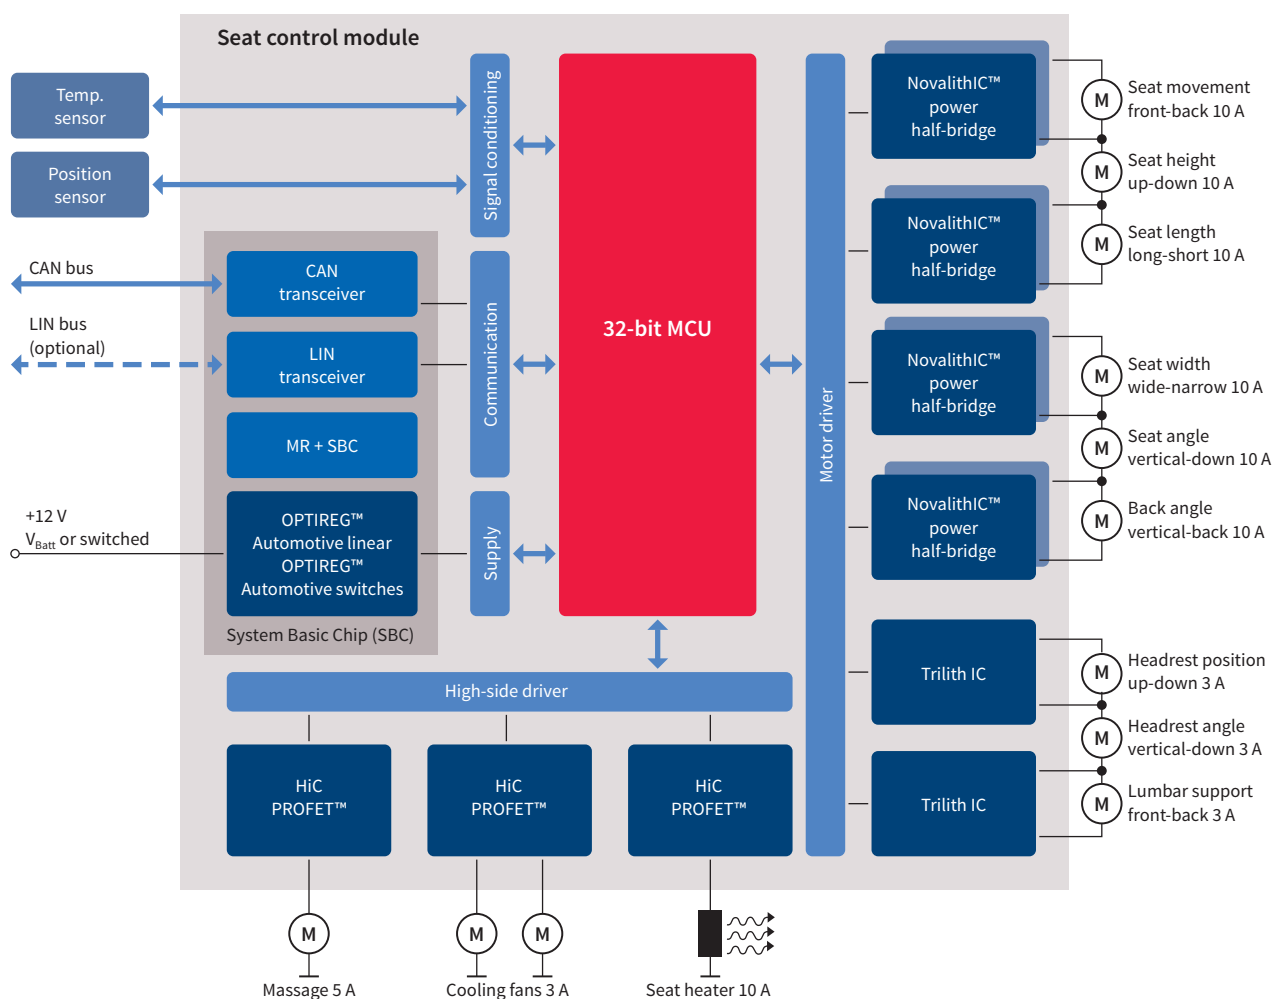 Seat control module
Temp.
sensor
Position
sensor
Signal conditioning
CAN bus
LIN bus
(optional)
CAN
transceiver
LIN
transceiver
MR + SBC
Communication
+12 V
VBatt or switched
OPTIREG™
Automotive linear
OPTIREG™
Automotive switches
System Basic Chip (SBC)
Supply
32-bit MCU
Motor driver
NovalithIC™
power
half-bridge
NovalithIC™
power
half-bridge
NovalithIC™
power
half-bridge
NovalithIC™
power
half-bridge
Trilith IC
Trilith IC
M
Seat movement
front-back 10 A
M
Seat height
up-down 10 A
M
Seat length
long-short 10 A
M
Seat width
wide-narrow 10 A
M
Seat angle
vertical-down 10 A
M
Back angle
vertical-back 10 A
M
Headrest position
up-down 3 A
M
Headrest angle
vertical-down 3 A
M
Lumbar support
front-back 3 A
High-side driver
HiC
PROFET™
HiC
PROFET™
HiC
PROFET™
M
M
M
Massage 5 A
Cooling fans 3 A
Seat heater 10 A